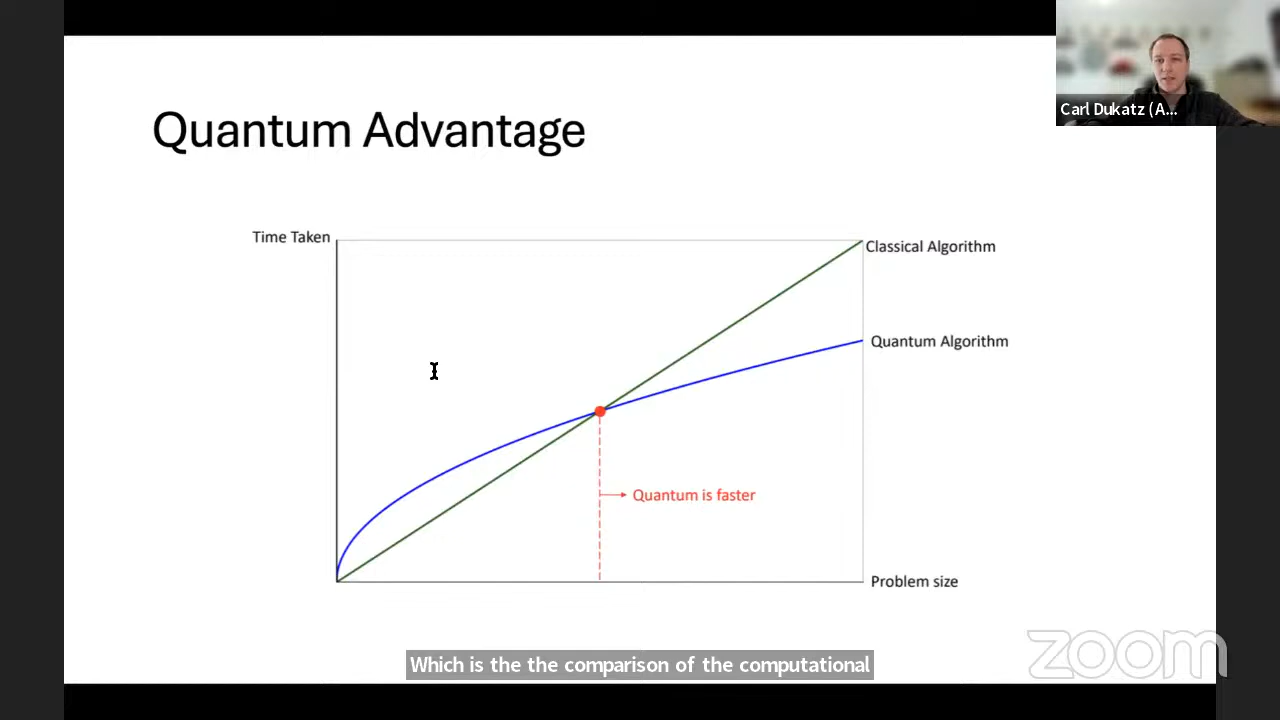 Carl Dukatz (A...
Quantum Advantage
Time Taken
Classical Algorithm
Quantum Algorithm
Quantum is faster
Problem size
Which is the the comparison of the computational
zoom